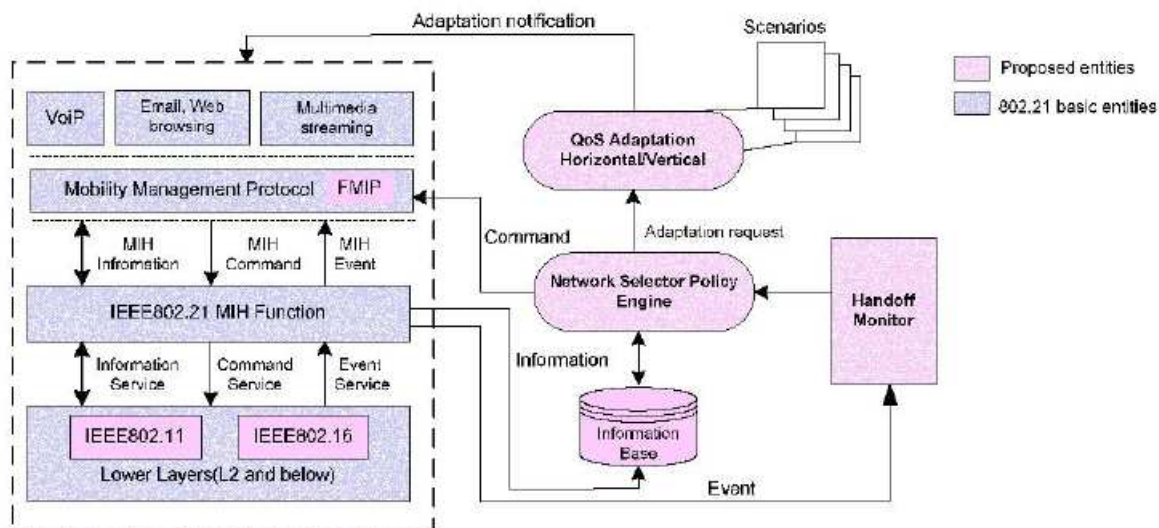 Adaptation notification
Scenarios
Proposed entities
802.21 basic entities
VoiP
Email, Web
browsing
Multimedia
streaming
QoS Adaptation
Horizontal/Vertical
Mobility Management Protocol FMIP
Command
Adaptation request
MIH
Infromation
MIH
Command
MIH
Event
Network Selector Policy
Engine
Handoff
Monitor
IEEE802.21 MIH Function
Information
Information
Service
Command
Service
Event
Service
Information
Base
IEEE802.11
IEEE802.16
Lower Layers(L2 and below)
Event